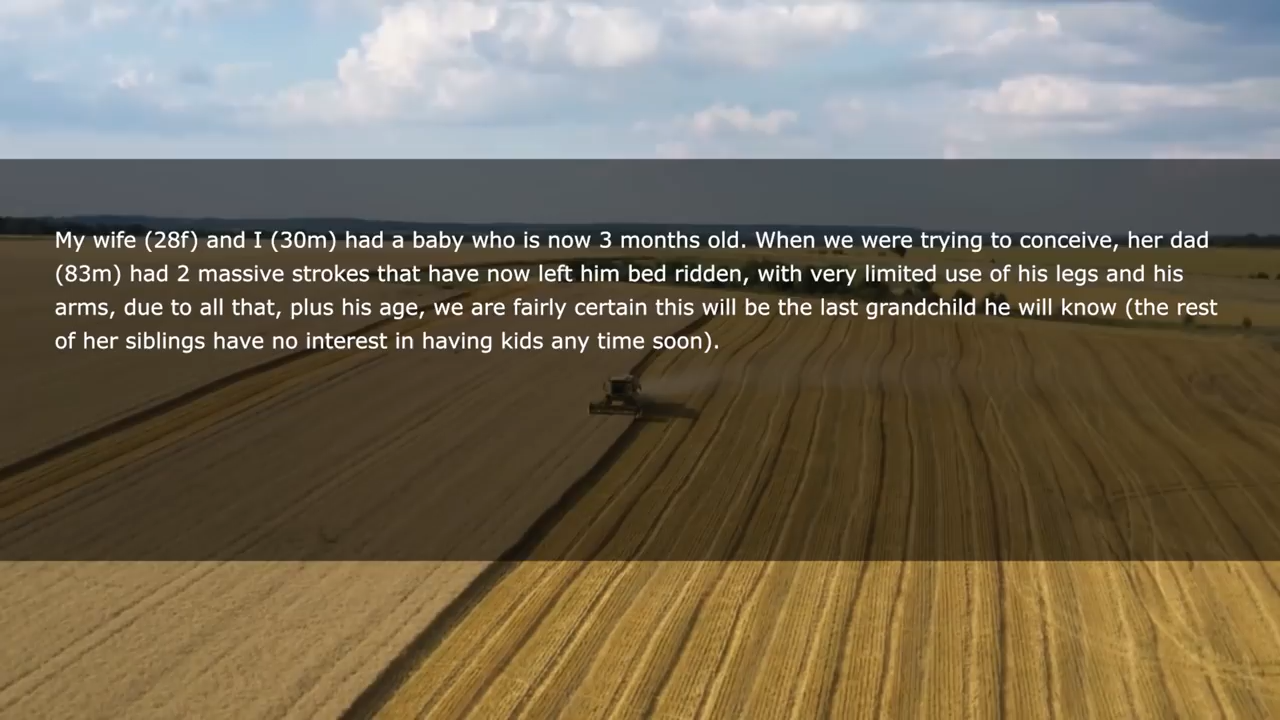 My wife (28f) and I (30m) had a baby who is now 3 months old. When we were trying to conceive, her dad
(83m) had 2 massive strokes that have now left him bed ridden, with very limited use of his legs and his
arms, due to all that, plus his age, we are fairly certain this will be the last grandchild he will know (the rest
of her siblings have no interest in having kids any time soon).